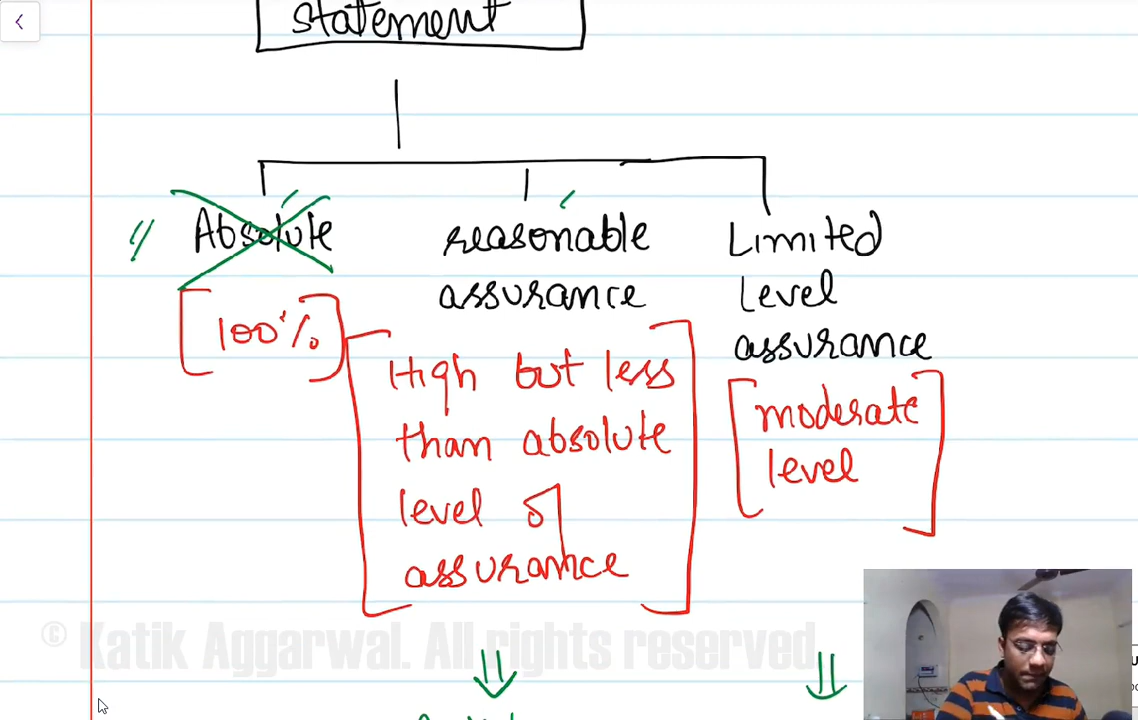 statement
Absolute
reasonable
assurance
Limited
Level
assurance
[100%]
High but less
than absolute
level of
assurance
[moderate
level]
© Katik Aggarwal. All rights reserved